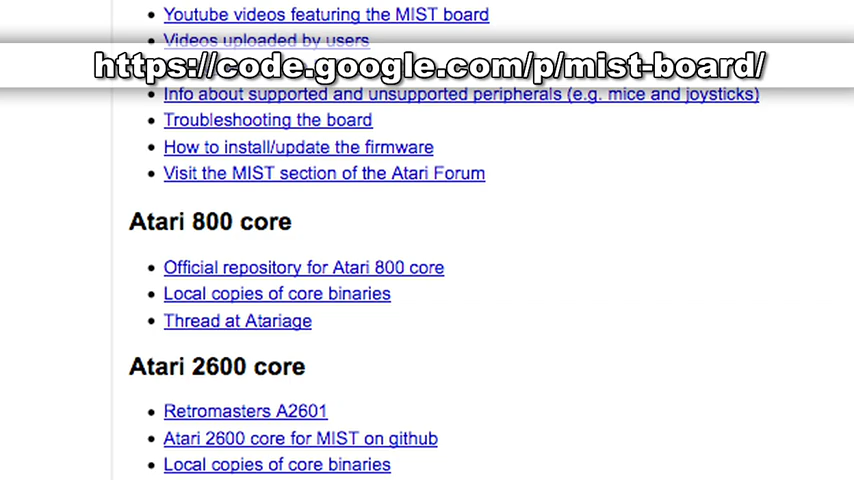 Youtube videos featuring the MIST board
Videos uploaded by users
https://code.google.com/p/mist-board/
Info about supported and unsupported peripherals (e.g. mice and joysticks)
Troubleshooting the board
How to install/update the firmware
Visit the MIST section of the Atari Forum
Atari 800 core
Official repository for Atari 800 core
Local copies of core binaries
Thread at Atariage
Atari 2600 core
Retromasters A2601
Atari 2600 core for MIST on github
Local copies of core binaries